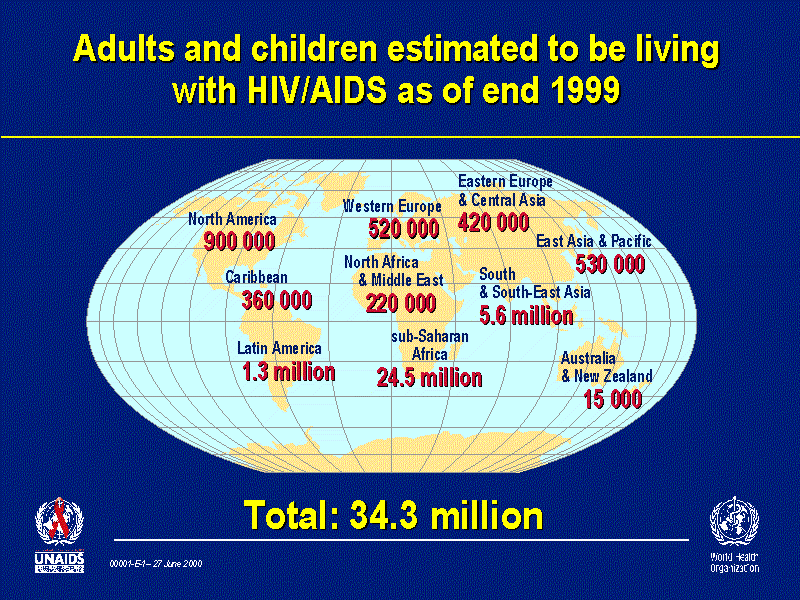 Adults and children estimated to be living
with HIV/AIDS as of end 1999
North America
900 000
Caribbean
360 000
Latin America
1.3 million
Western Europe
520 000
North Africa
& Middle East
220 000
sub-Saharan
Africa
24.5 million
Eastern Europe
& Central Asia
420 000
East Asia & Pacific
530 000
South
& South-East Asia
5.6 million
Australia
& New Zealand
15 000
Total: 34.3 million
UNAIDS
00001-E-1 – 27 June 2000
World Health
Organization